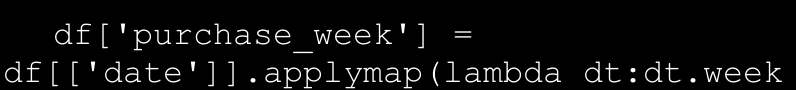 df['purchase_week'] =
df[['date']].applymap(lambda dt:dt.week